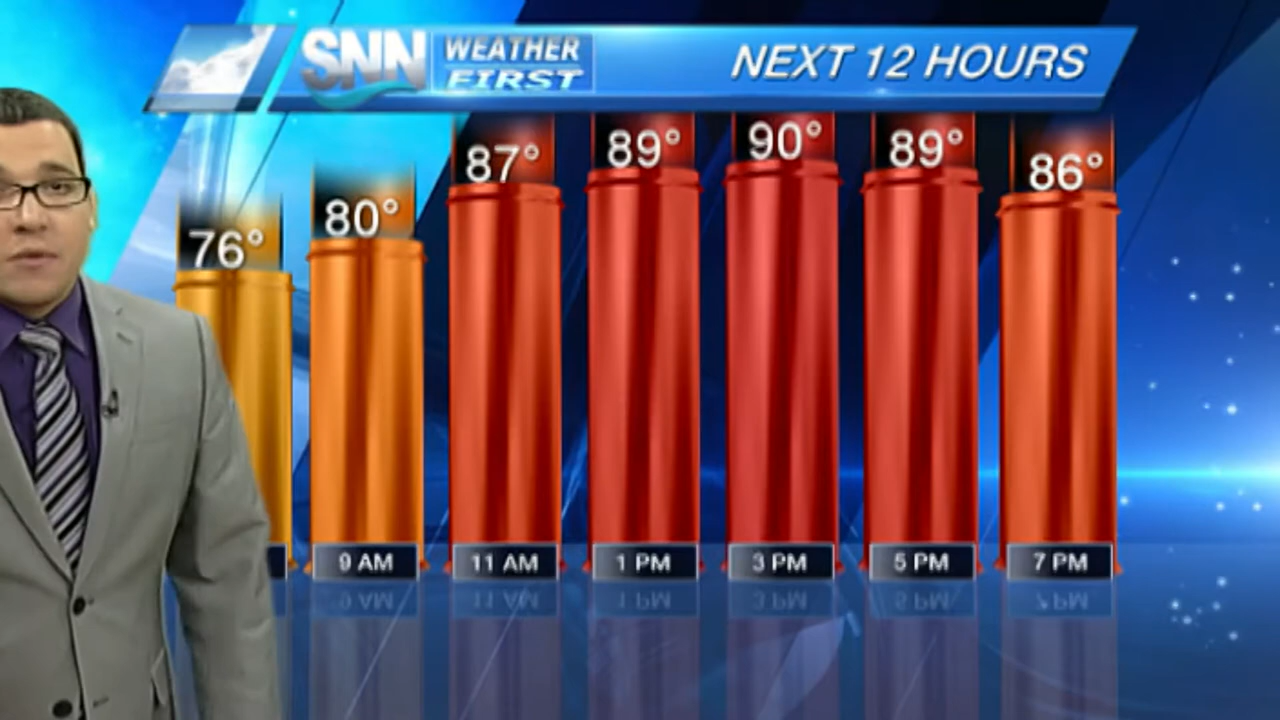 SNN WEATHER FIRST NEXT 12 HOURS
76° 80° 87° 89° 90° 89° 86°
9 AM 11 AM 1 PM 3 PM 5 PM 7 PM